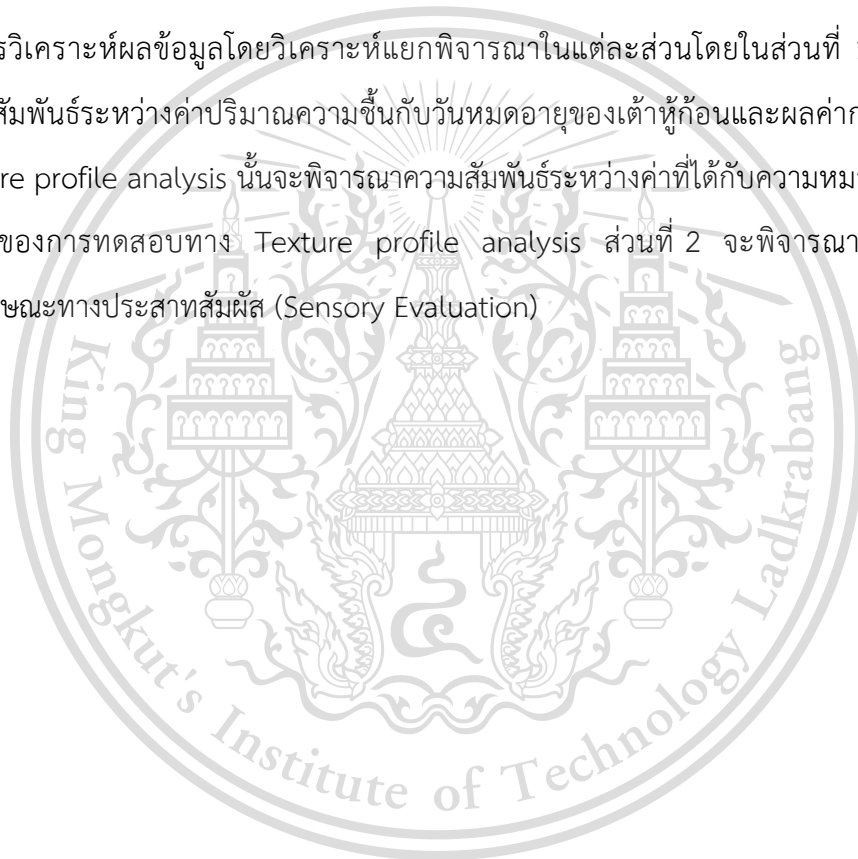 รวิเคราะห์ผลข้อมูลโดยวิเคราะห์แยกพิจารณาในแต่ละส่วนโดยในส่วนที่
สัมพันธ์ระหว่างค่าปริมาณความชื้นกับวันหมดอายุของเต้าหู้ก้อนและผลค่าก
re profile analysis นั้นจะพิจารณาความสัมพันธ์ระหว่างค่าที่ได้กับความหม
ของการทดสอบทาง Texture profile analysis ส่วนที่ 2 จะพิจารณา
ษณะทางประสาทสัมผัส (Sensory Evaluation)
King Mongkut's Institute of Technology Ladkrabang